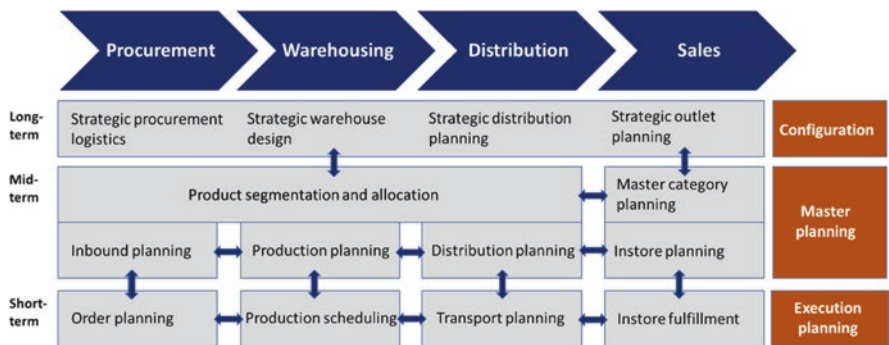 Procurement
Warehousing
Distribution
Sales
Long-
term
Strategic procurement
logistics
Strategic warehouse
design
Strategic distribution
planning
Strategic outlet
planning
Configuration
Mid-
term
Product segmentation and allocation
Master category
planning
Master
planning
Inbound planning
Production planning
Distribution planning
Instore planning
Short-
term
Order planning
Production scheduling
Transport planning
Instore fulfillment
Execution
planning